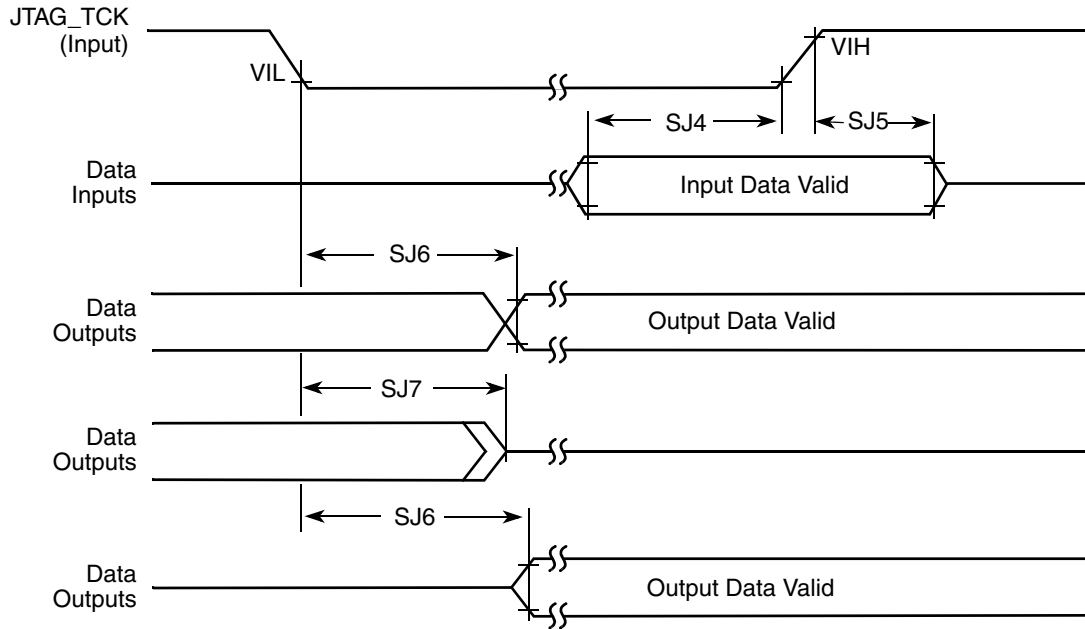 JTAG_TCK
(Input)
VIL
VIH
SJ4
SJ5
Data
Inputs
Input Data Valid
SJ6
Data
Outputs
Output Data Valid
SJ7
Data
Outputs
SJ6
Data
Outputs
Output Data Valid